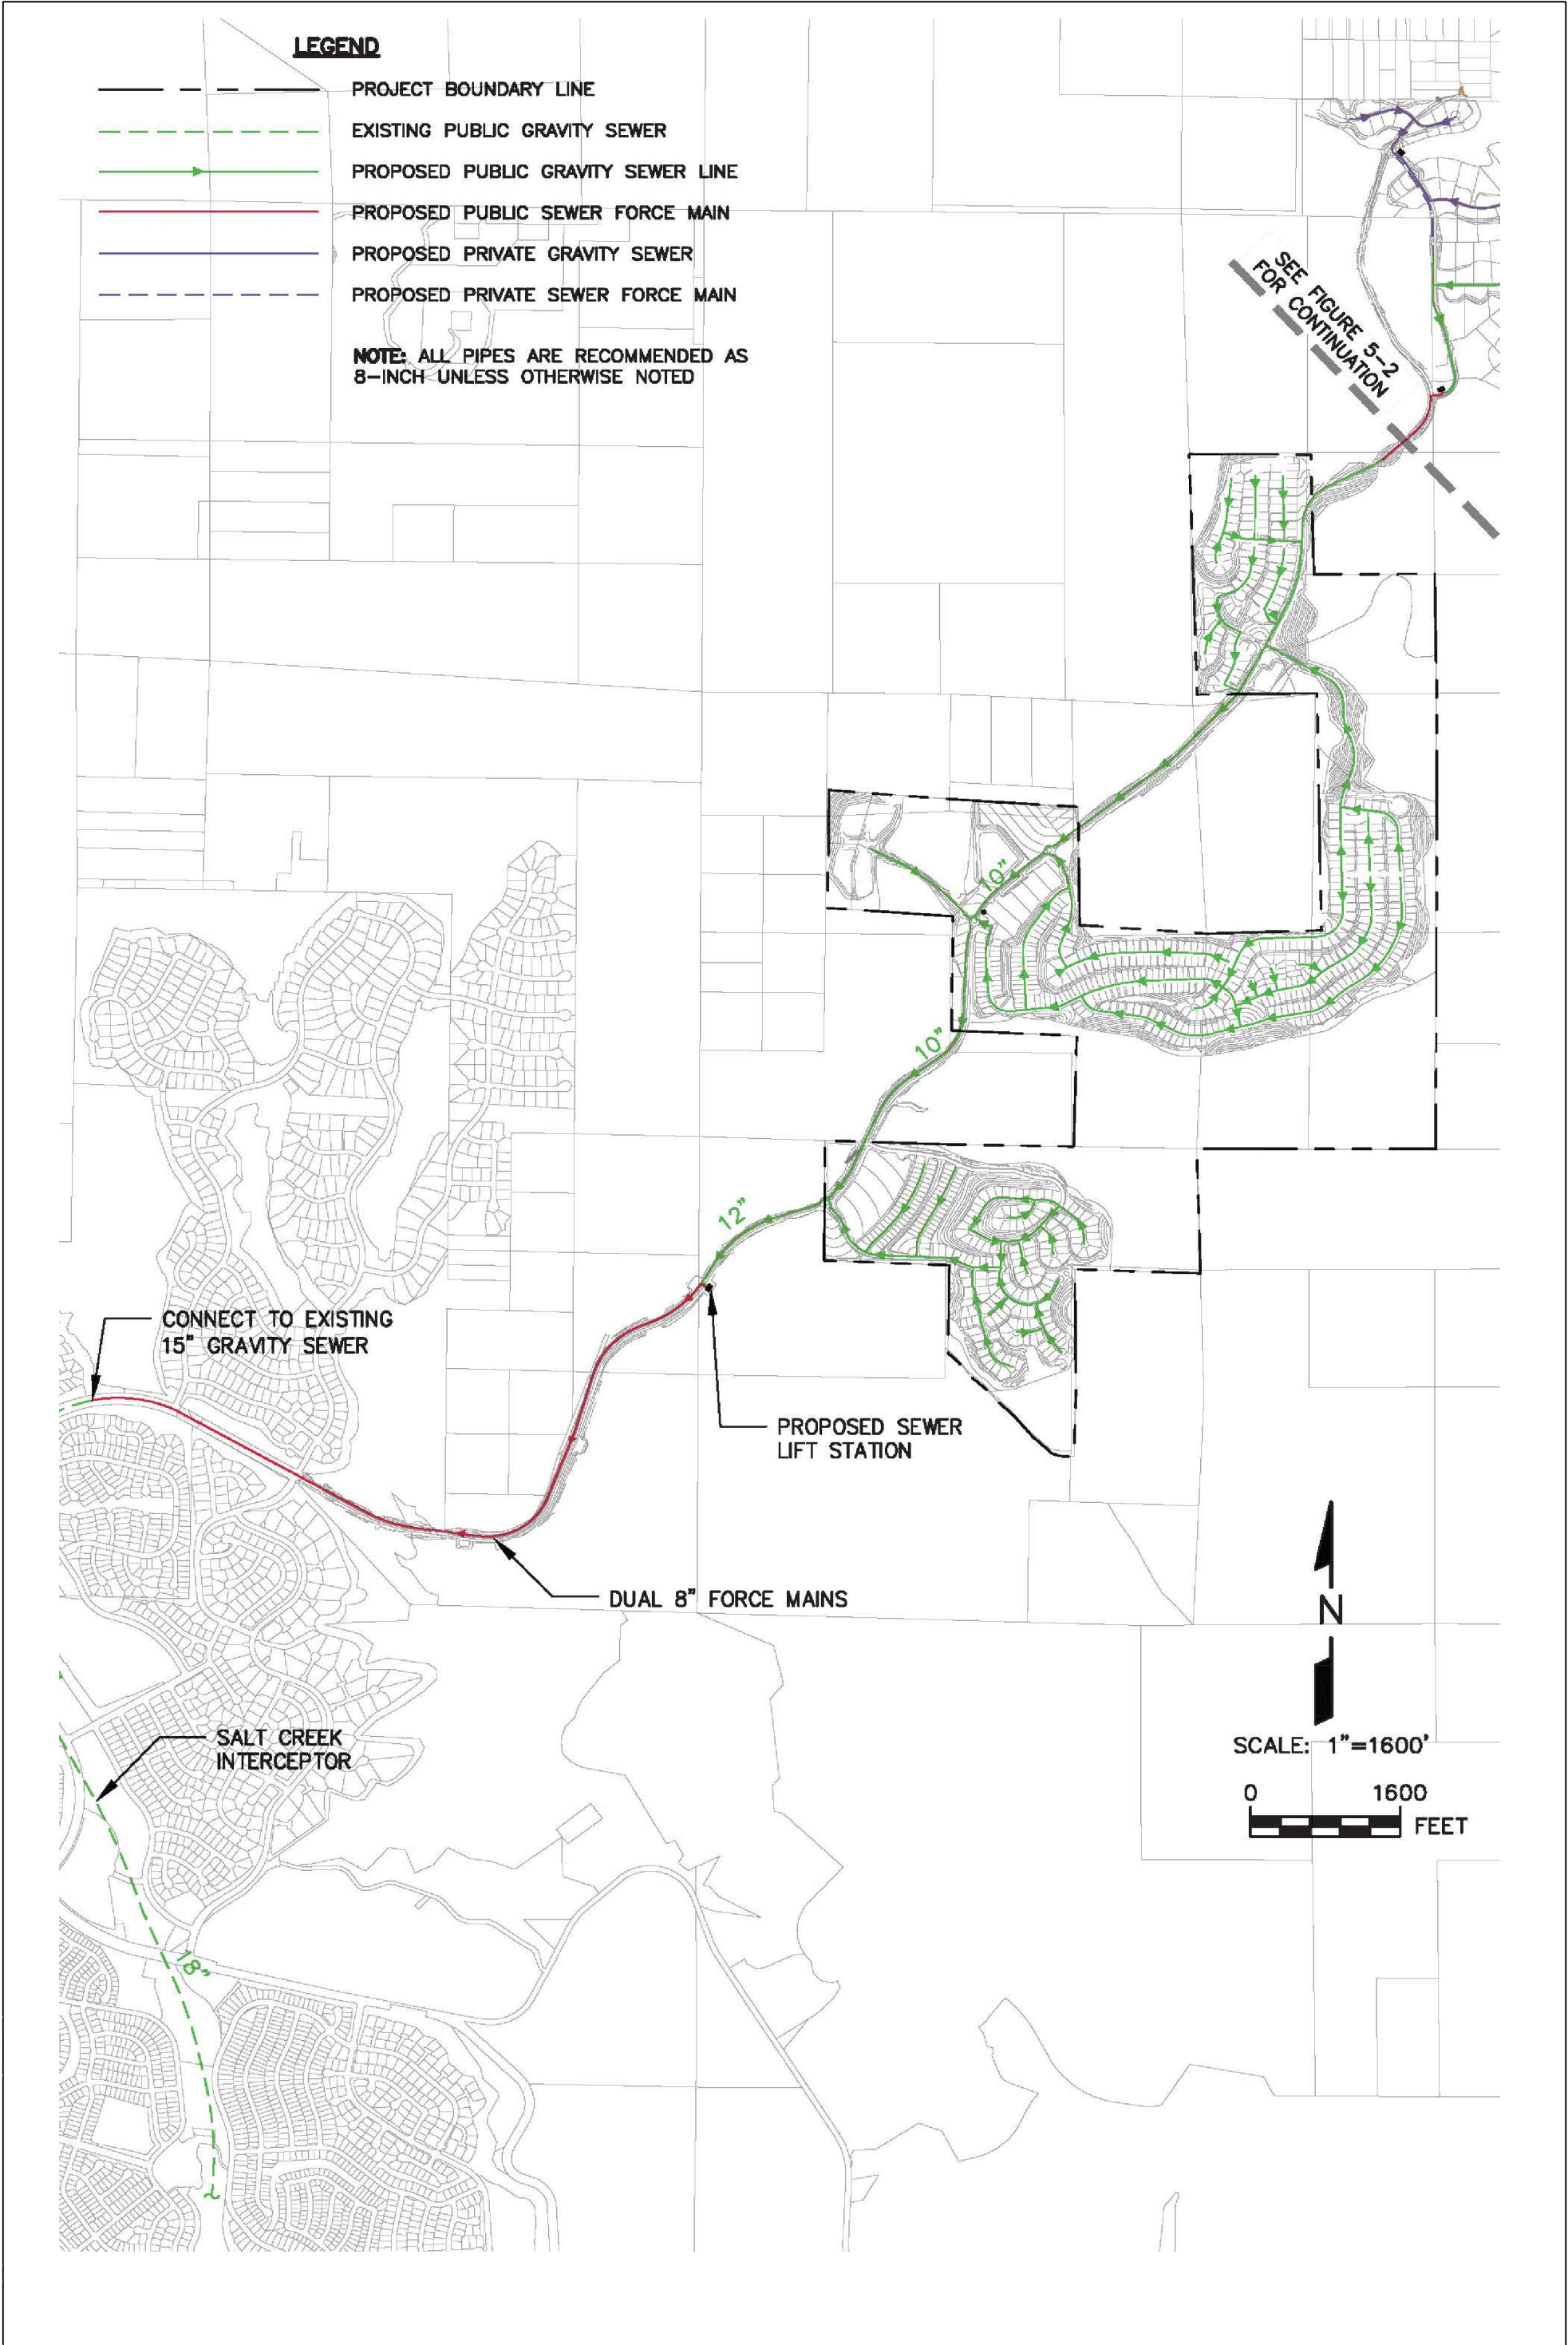 LEGEND
PROJECT BOUNDARY LINE
EXISTING PUBLIC GRAVITY SEWER
PROPOSED PUBLIC GRAVITY SEWER LINE
PROPOSED PUBLIC SEWER FORCE MAIN
PROPOSED PRIVATE GRAVITY SEWER
PROPOSED PRIVATE SEWER FORCE MAIN
NOTE: ALL PIPES ARE RECOMMENDED AS
8-INCH UNLESS OTHERWISE NOTED
SEE FIGURE 5-2
FOR CONTINUATION
10"
10"
12"
CONNECT TO EXISTING
15" GRAVITY SEWER
PROPOSED SEWER
LIFT STATION
DUAL 8" FORCE MAINS
N
SALT CREEK
INTERCEPTOR
SCALE: 1"=1600'
0 1600
FEET
18"